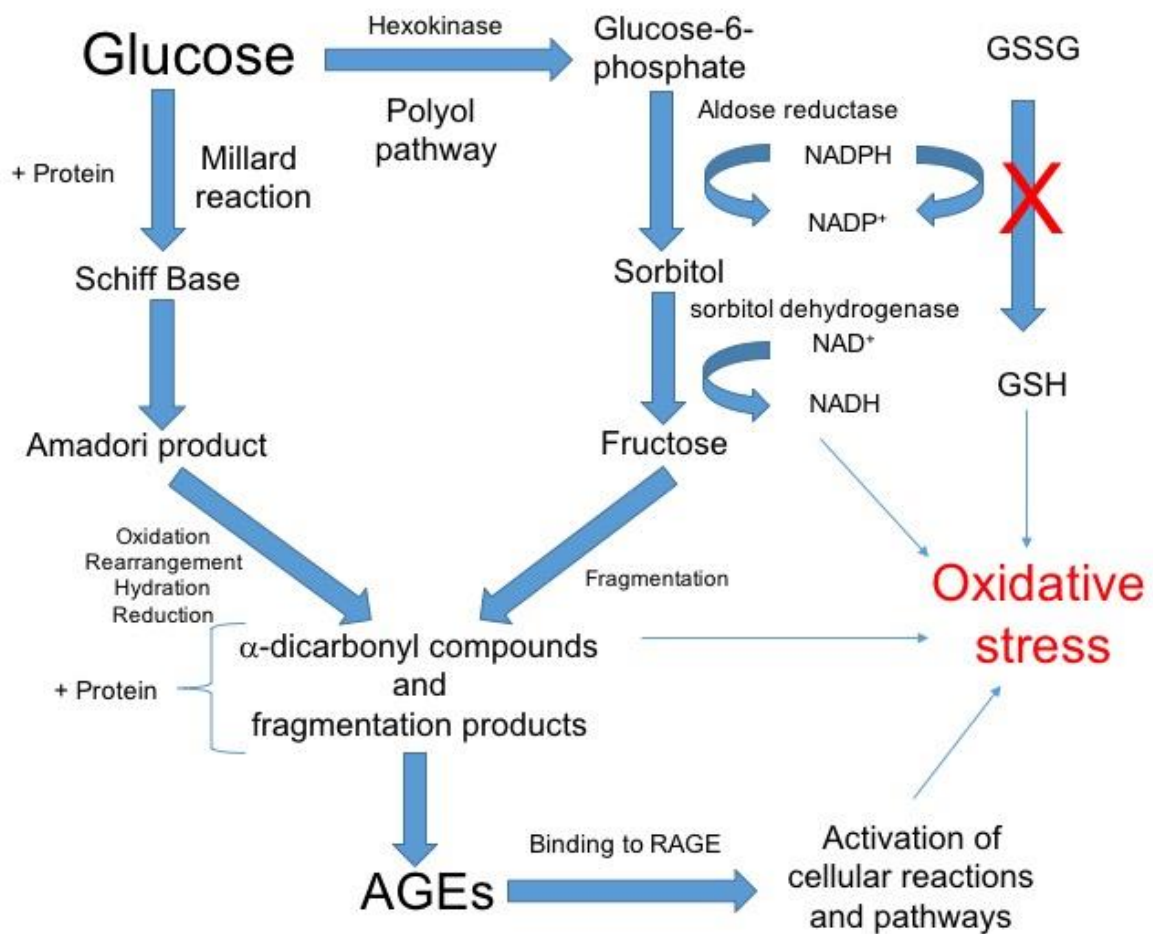 Glucose
Hexokinase
Glucose-6-
phosphate
GSSG
Polyol
pathway
Aldose reductase
+ Protein
Millard
reaction
NADPH
X
NADP⁺
Schiff Base
Sorbitol
sorbitol dehydrogenase
NAD⁺
NADH
GSH
Amadori product
Fructose
Oxidation
Rearrangement
Hydration
Reduction
Fragmentation
Oxidative
stress
+ Protein
α-dicarbonyl compounds
and
fragmentation products
AGEs
Binding to RAGE
Activation of
cellular reactions
and pathways